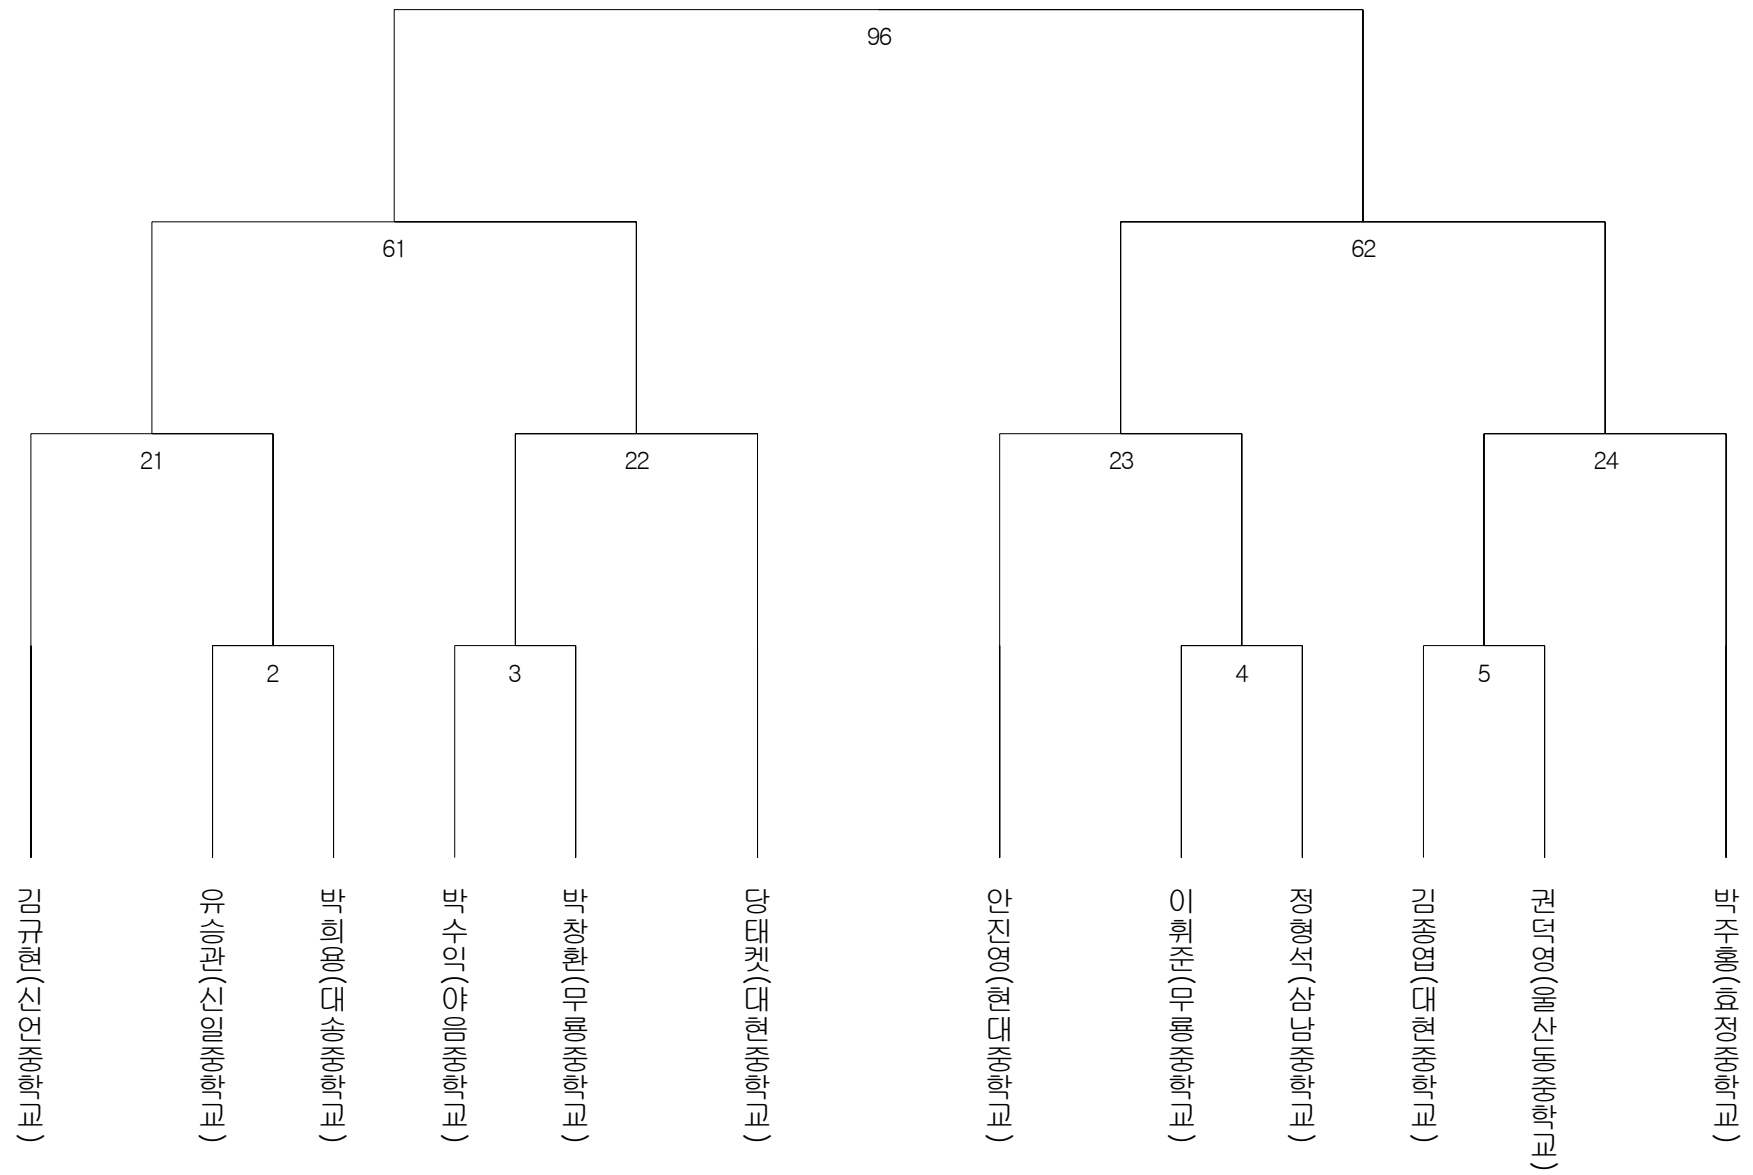 96
61
62
21
22
23
24
2
3
4
5
김규현(신언중학교)
유승관(신일중학교)
박희용(대송중학교)
박수익(야음중학교)
박창환(무룡중학교)
당태켓(대현중학교)
안진영(현대중학교)
이휘준(무룡중학교)
정형석(삼남중학교)
김종엽(대현중학교)
권덕영(울산동중학교)
박주홍(효정중학교)